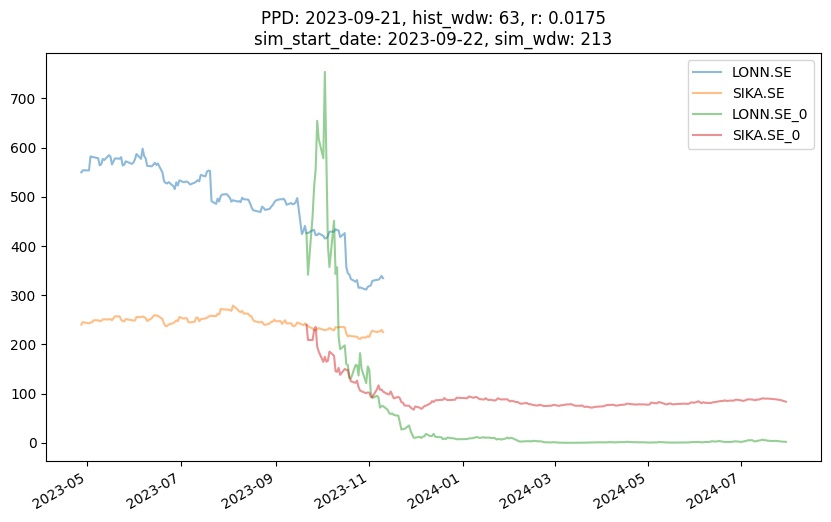 PPD: 2023-09-21, hist_wdw: 63, r: 0.0175
sim_start_date: 2023-09-22, sim_wdw: 213
LONN.SE
SIKA.SE
LONN.SE_0
SIKA.SE_0
700
600
500
400
300
200
100
0
2023-05
2023-07
2023-09
2023-11
2024-01
2024-03
2024-05
2024-07